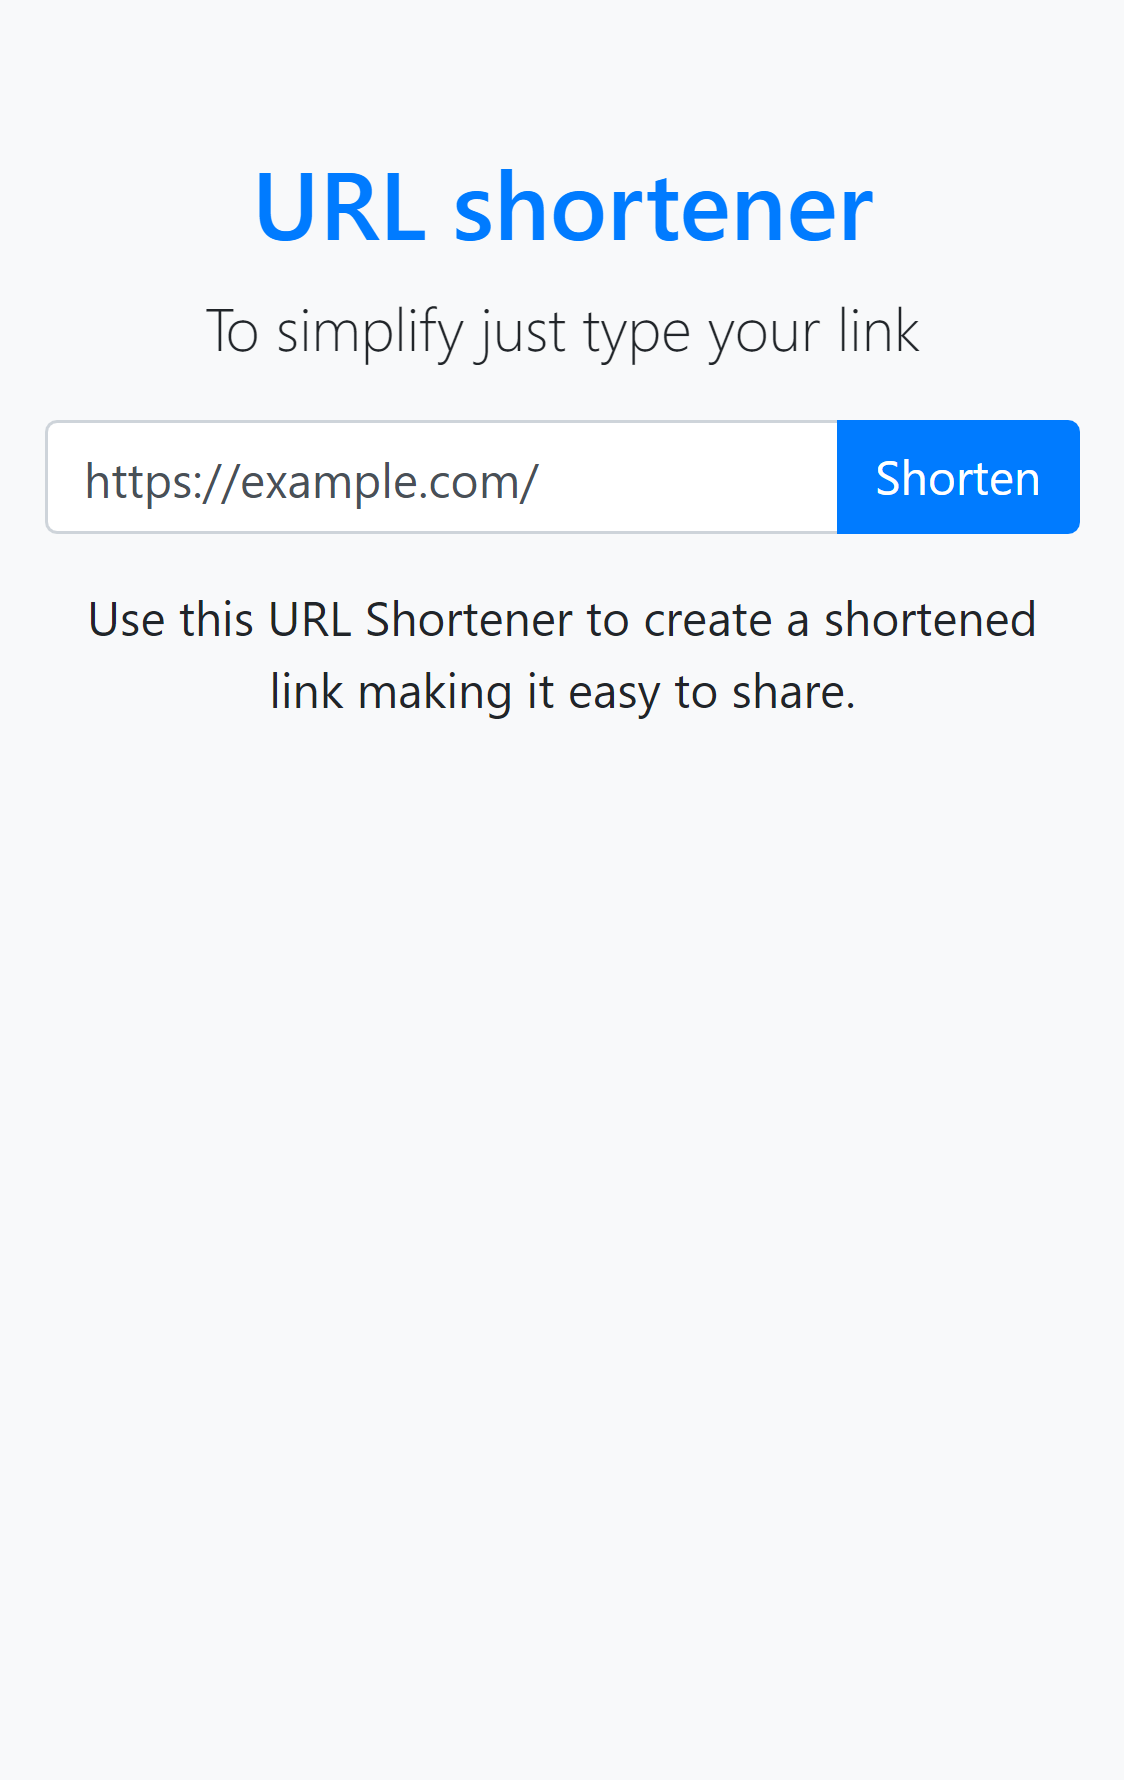 URL shortener
To simplify just type your link
https://example.com/
Shorten
Use this URL Shortener to create a shortened
link making it easy to share.